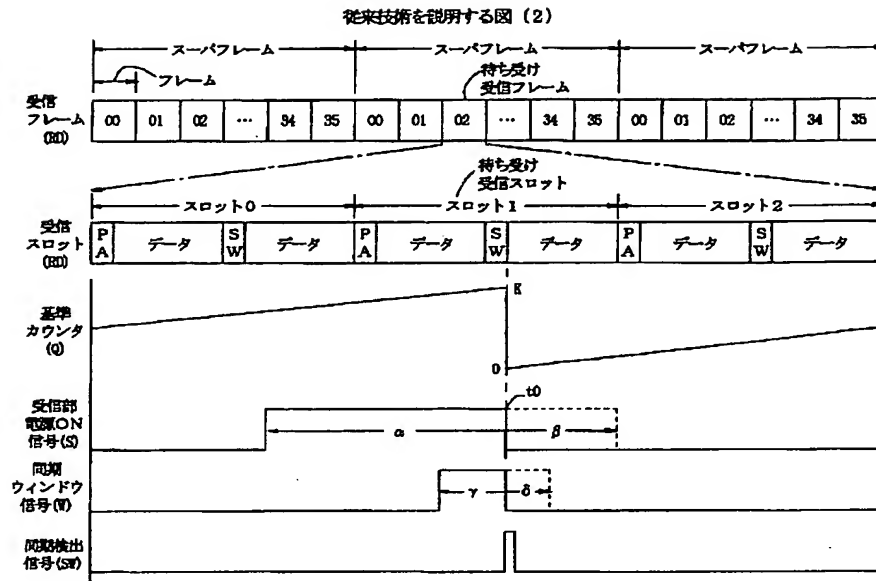 従来技術を説明する図(2)
スーパフレーム スーパフレーム スーパフレーム
フレーム
待ち受け
受信フレーム
受信
フレーム
(RD)
00 01 02 … 34 35 00 01 02 … 34 35 00 01 02 … 34 35
待ち受け
受信スロット
スロット0 スロット1 スロット2
受信
スロット
(RD)
PA データ SW データ PA データ SW データ PA データ SW データ
基準
カウンタ
(Q)
K
0
t0
受信部
電源ON
信号(S)
α β
同期
ウィンドウ
信号(W)
γ δ
同期検出
信号(SW)